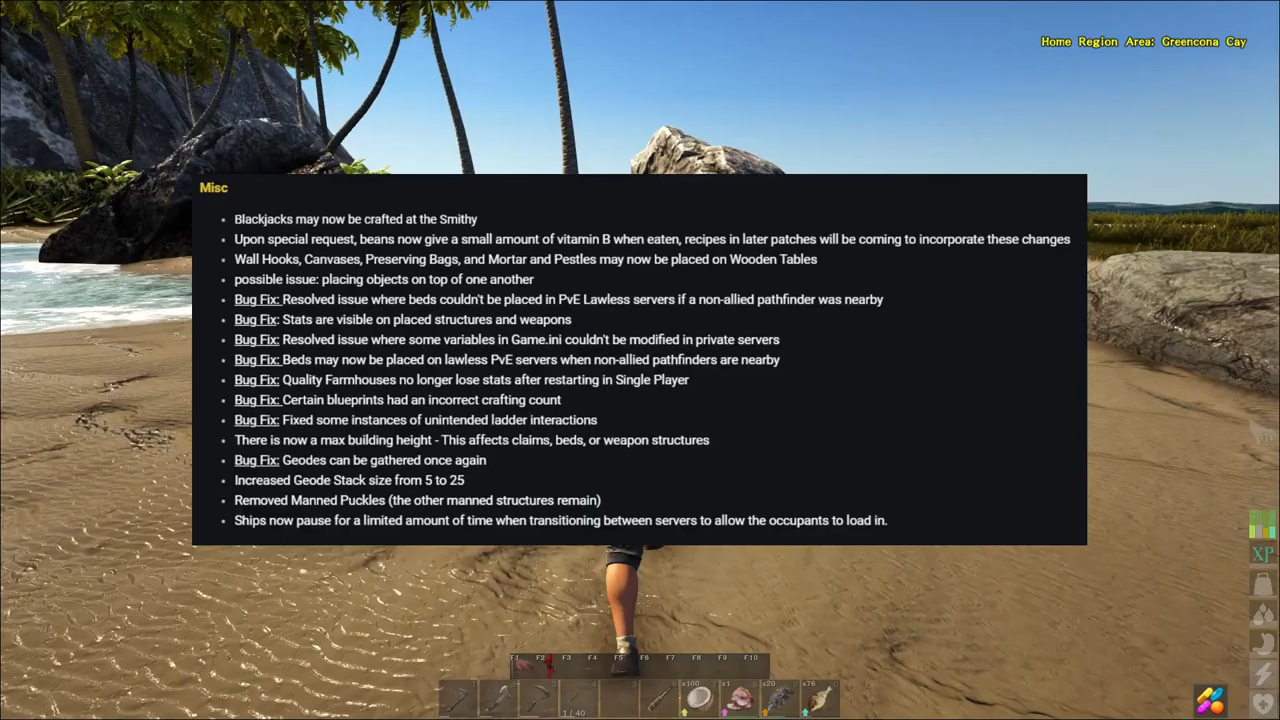 Home Region Area: Greencona Cay
Misc
Blackjacks may now be crafted at the Smithy
Upon special request, beans now give a small amount of vitamin B when eaten, recipes in later patches will be coming to incorporate these changes
Wall Hooks, Canvases, Preserving Bags, and Mortar and Pestles may now be placed on Wooden Tables
possible issue: placing objects on top of one another
Bug Fix: Resolved issue where beds couldn't be placed in PvE Lawless servers if a non-allied pathfinder was nearby
Bug Fix: Stats are visible on placed structures and weapons
Bug Fix: Resolved issue where some variables in Game.ini couldn't be modified in private servers
Bug Fix: Beds may now be placed on lawless PvE servers when non-allied pathfinders are nearby
Bug Fix: Quality Farmhouses no longer lose stats after restarting in Single Player
Bug Fix: Certain blueprints had an incorrect crafting count
Bug Fix: Fixed some instances of unintended ladder interactions
There is now a max building height - This affects claims, beds, or weapon structures
Bug Fix: Geodes can be gathered once again
Increased Geode Stack size from 5 to 25
Removed Manned Puckles (the other manned structures remain)
Ships now pause for a limited amount of time when transitioning between servers to allow the occupants to load in.
XP
F1 F2 F3 F4 F5 F6 F7 F8 F9 F10
x100 x1 x20 x76
1 / 40